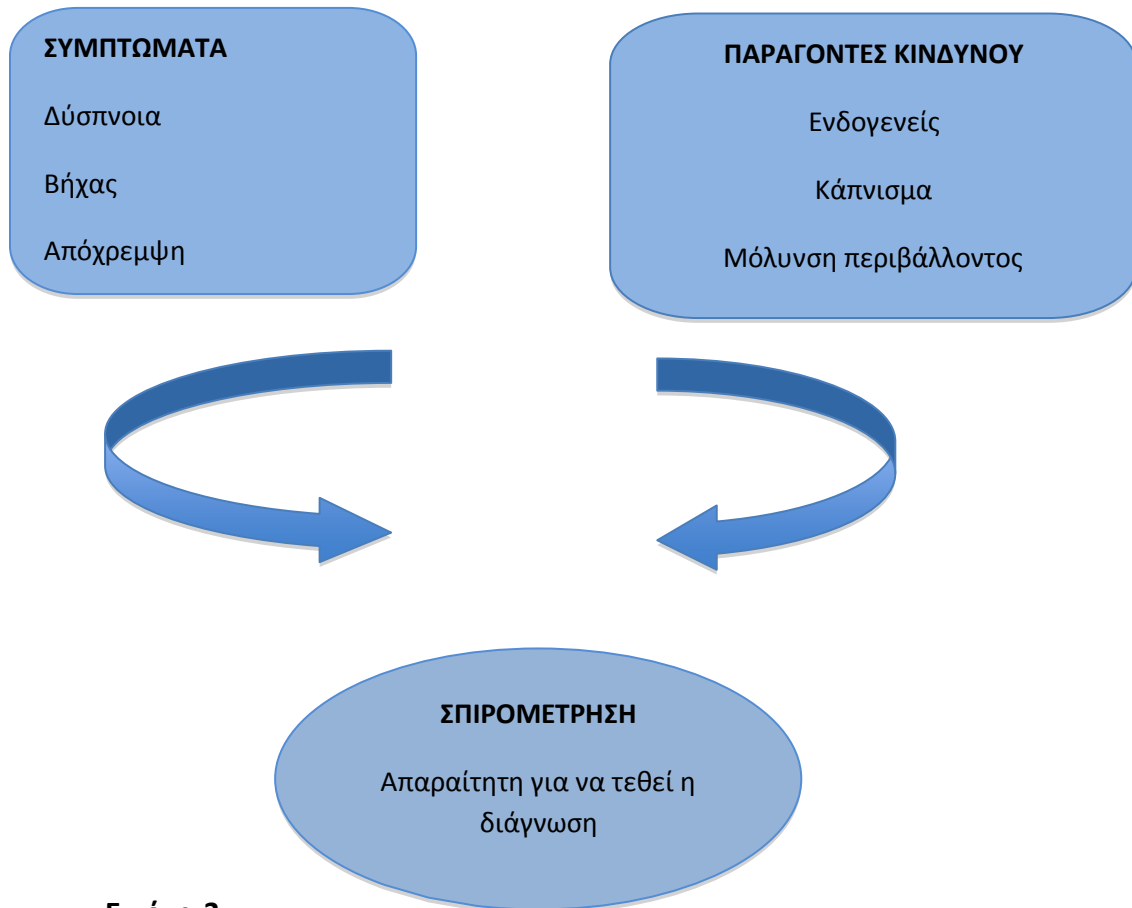 ΣΥΜΠΤΩΜΑΤΑ
Δύσπνοια
Βήχας
Απόχρεμψη
ΠΑΡΑΓΟΝΤΕΣ ΚΙΝΔΥΝΟΥ
Ενδογενείς
Κάπνισμα
Μόλυνση περιβάλλοντος
ΣΠΙΡΟΜΕΤΡΗΣΗ
Απαραίτητη για να τεθεί η
διάγνωση